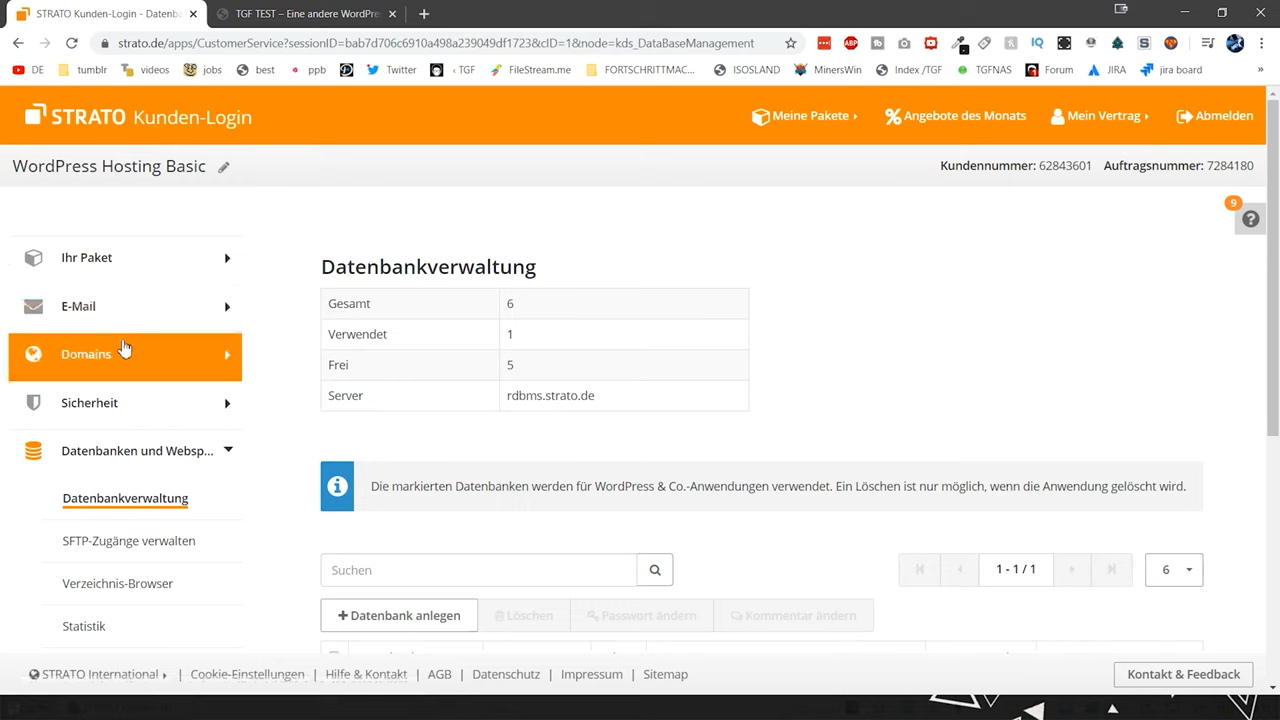 STRATO Kunden-Login - Datenb
TGF TEST – Eine andere WordPre
strato.de/apps/CustomerService?sessionID=bab7d706c6910a498a239049df17238cID=1&node=kds_DataBaseManagement
DE
tumblr
videos
jobs
best
ppb
Twitter
< TGF
FileStream.me
FORTSCHRITTMAC...
ISOSLAND
MinersWin
Index /TGF
TGFNAS
Forum
JIRA
jira board
»
STRATO Kunden-Login
Meine Pakete
Angebote des Monats
Mein Vertrag
Abmelden
WordPress Hosting Basic
Kundennummer: 62843601 Auftragsnummer: 7284180
9
Ihr Paket
E-Mail
Domains
Sicherheit
Datenbanken und Websp...
Datenbankverwaltung
SFTP-Zugänge verwalten
Verzeichnis-Browser
Statistik
Datenbankverwaltung
Gesamt 6
Verwendet 1
Frei 5
Server rdbms.strato.de
Die markierten Datenbanken werden für WordPress & Co.-Anwendungen verwendet. Ein Löschen ist nur möglich, wenn die Anwendung gelöscht wird.
Suchen
1 - 1 / 1
6
+ Datenbank anlegen
Löschen
Passwort ändern
Kommentar ändern
STRATO International | Cookie-Einstellungen | Hilfe & Kontakt | AGB | Datenschutz | Impressum | Sitemap
Kontakt & Feedback